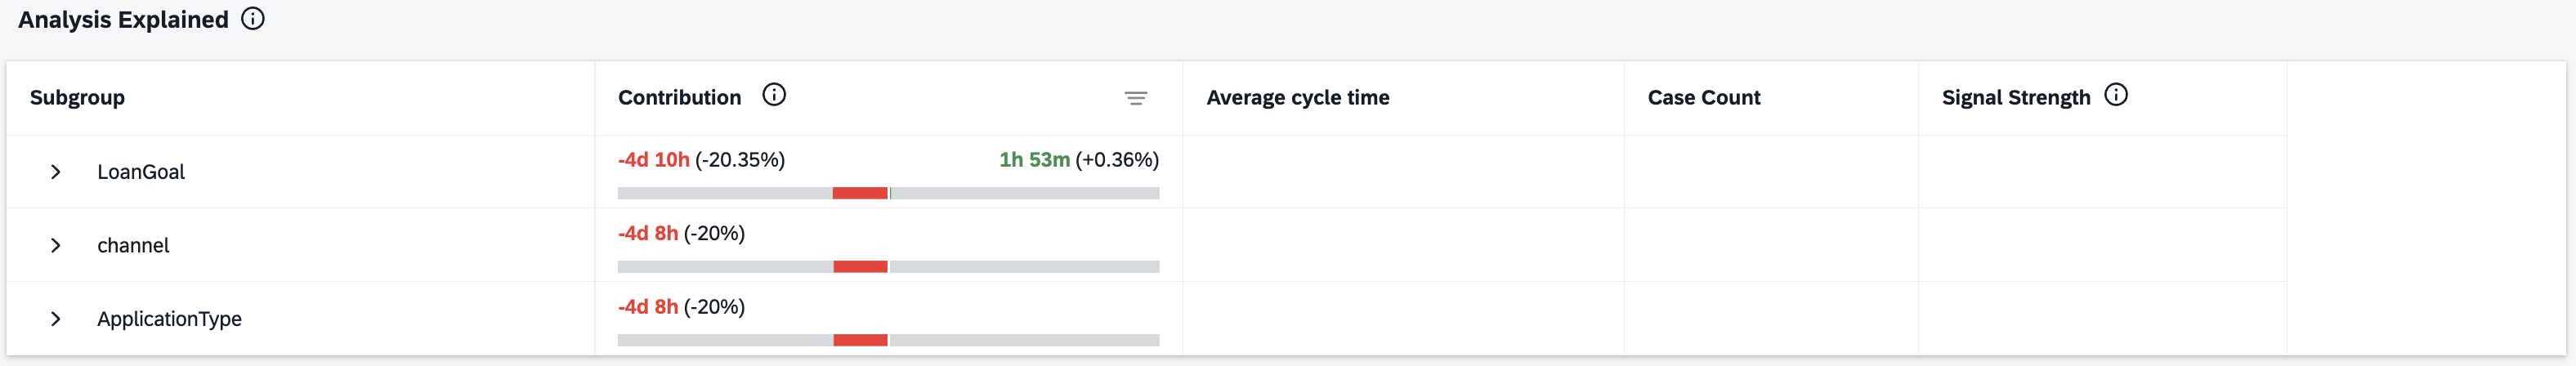 Analysis Explained
Subgroup Contribution Average cycle time Case Count Signal Strength
LoanGoal -4d 10h (-20.35%) 1h 53m (+0.36%)
channel -4d 8h (-20%)
ApplicationType -4d 8h (-20%)